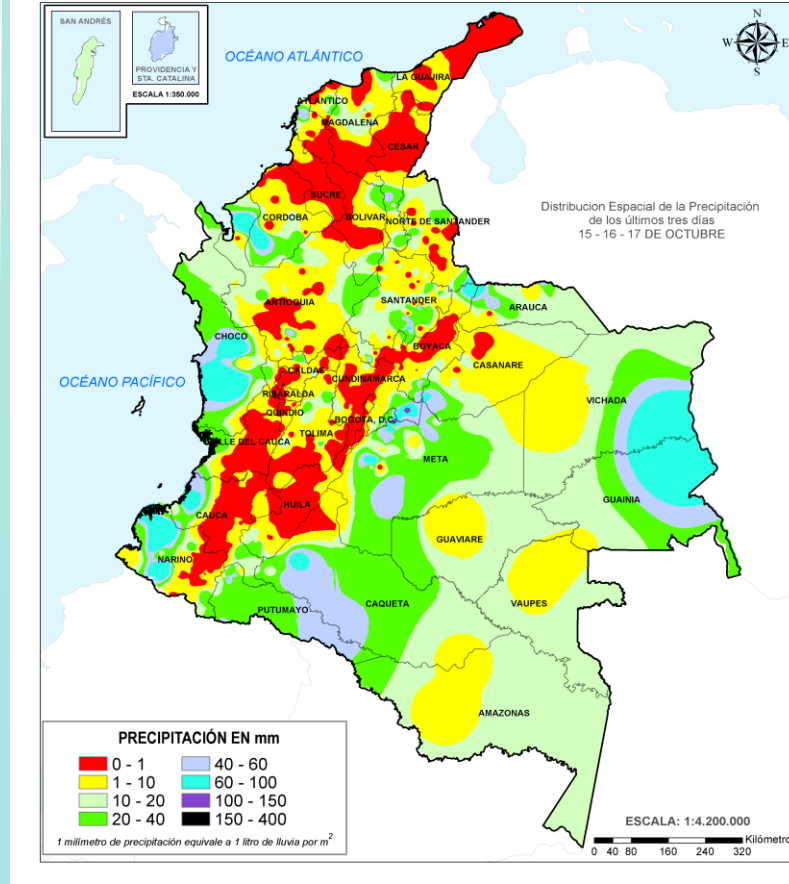 SAN ANDRÉS
PROVIDENCIA Y
STA. CATALINA
ESCALA 1:350.000
OCÉANO ATLÁNTICO
N
W
E
S
LA GUAJIRA
ATLANTICO
MAGDALENA
CESAR
SUCRE
CORDOBA
BOLIVAR
NORTE DE SANTANDER
Distribucion Espacial de la Precipitación
de los últimos tres días
15 - 16 - 17 DE OCTUBRE
ANTIOQUIA
SANTANDER
ARAUCA
CHOCO
BOYACA
CASANARE
OCÉANO PACÍFICO
CALDAS
CUNDINAMARCA
RISARALDA
VICHADA
QUINDIO
BOGOTA, D.C.
TOLIMA
VALLE DEL CAUCA
META
GUAINIA
HUILA
CAUCA
GUAVIARE
NARINO
CAQUETA
VAUPES
PUTUMAYO
AMAZONAS
PRECIPITACIÓN EN mm
0 - 1
40 - 60
1 - 10
60 - 100
10 - 20
100 - 150
20 - 40
150 - 400
1 milímetro de precipitación equivale a 1 litro de lluvia por m²
ESCALA: 1:4.200.000
0 40 80 160 240 320
Kilómetro